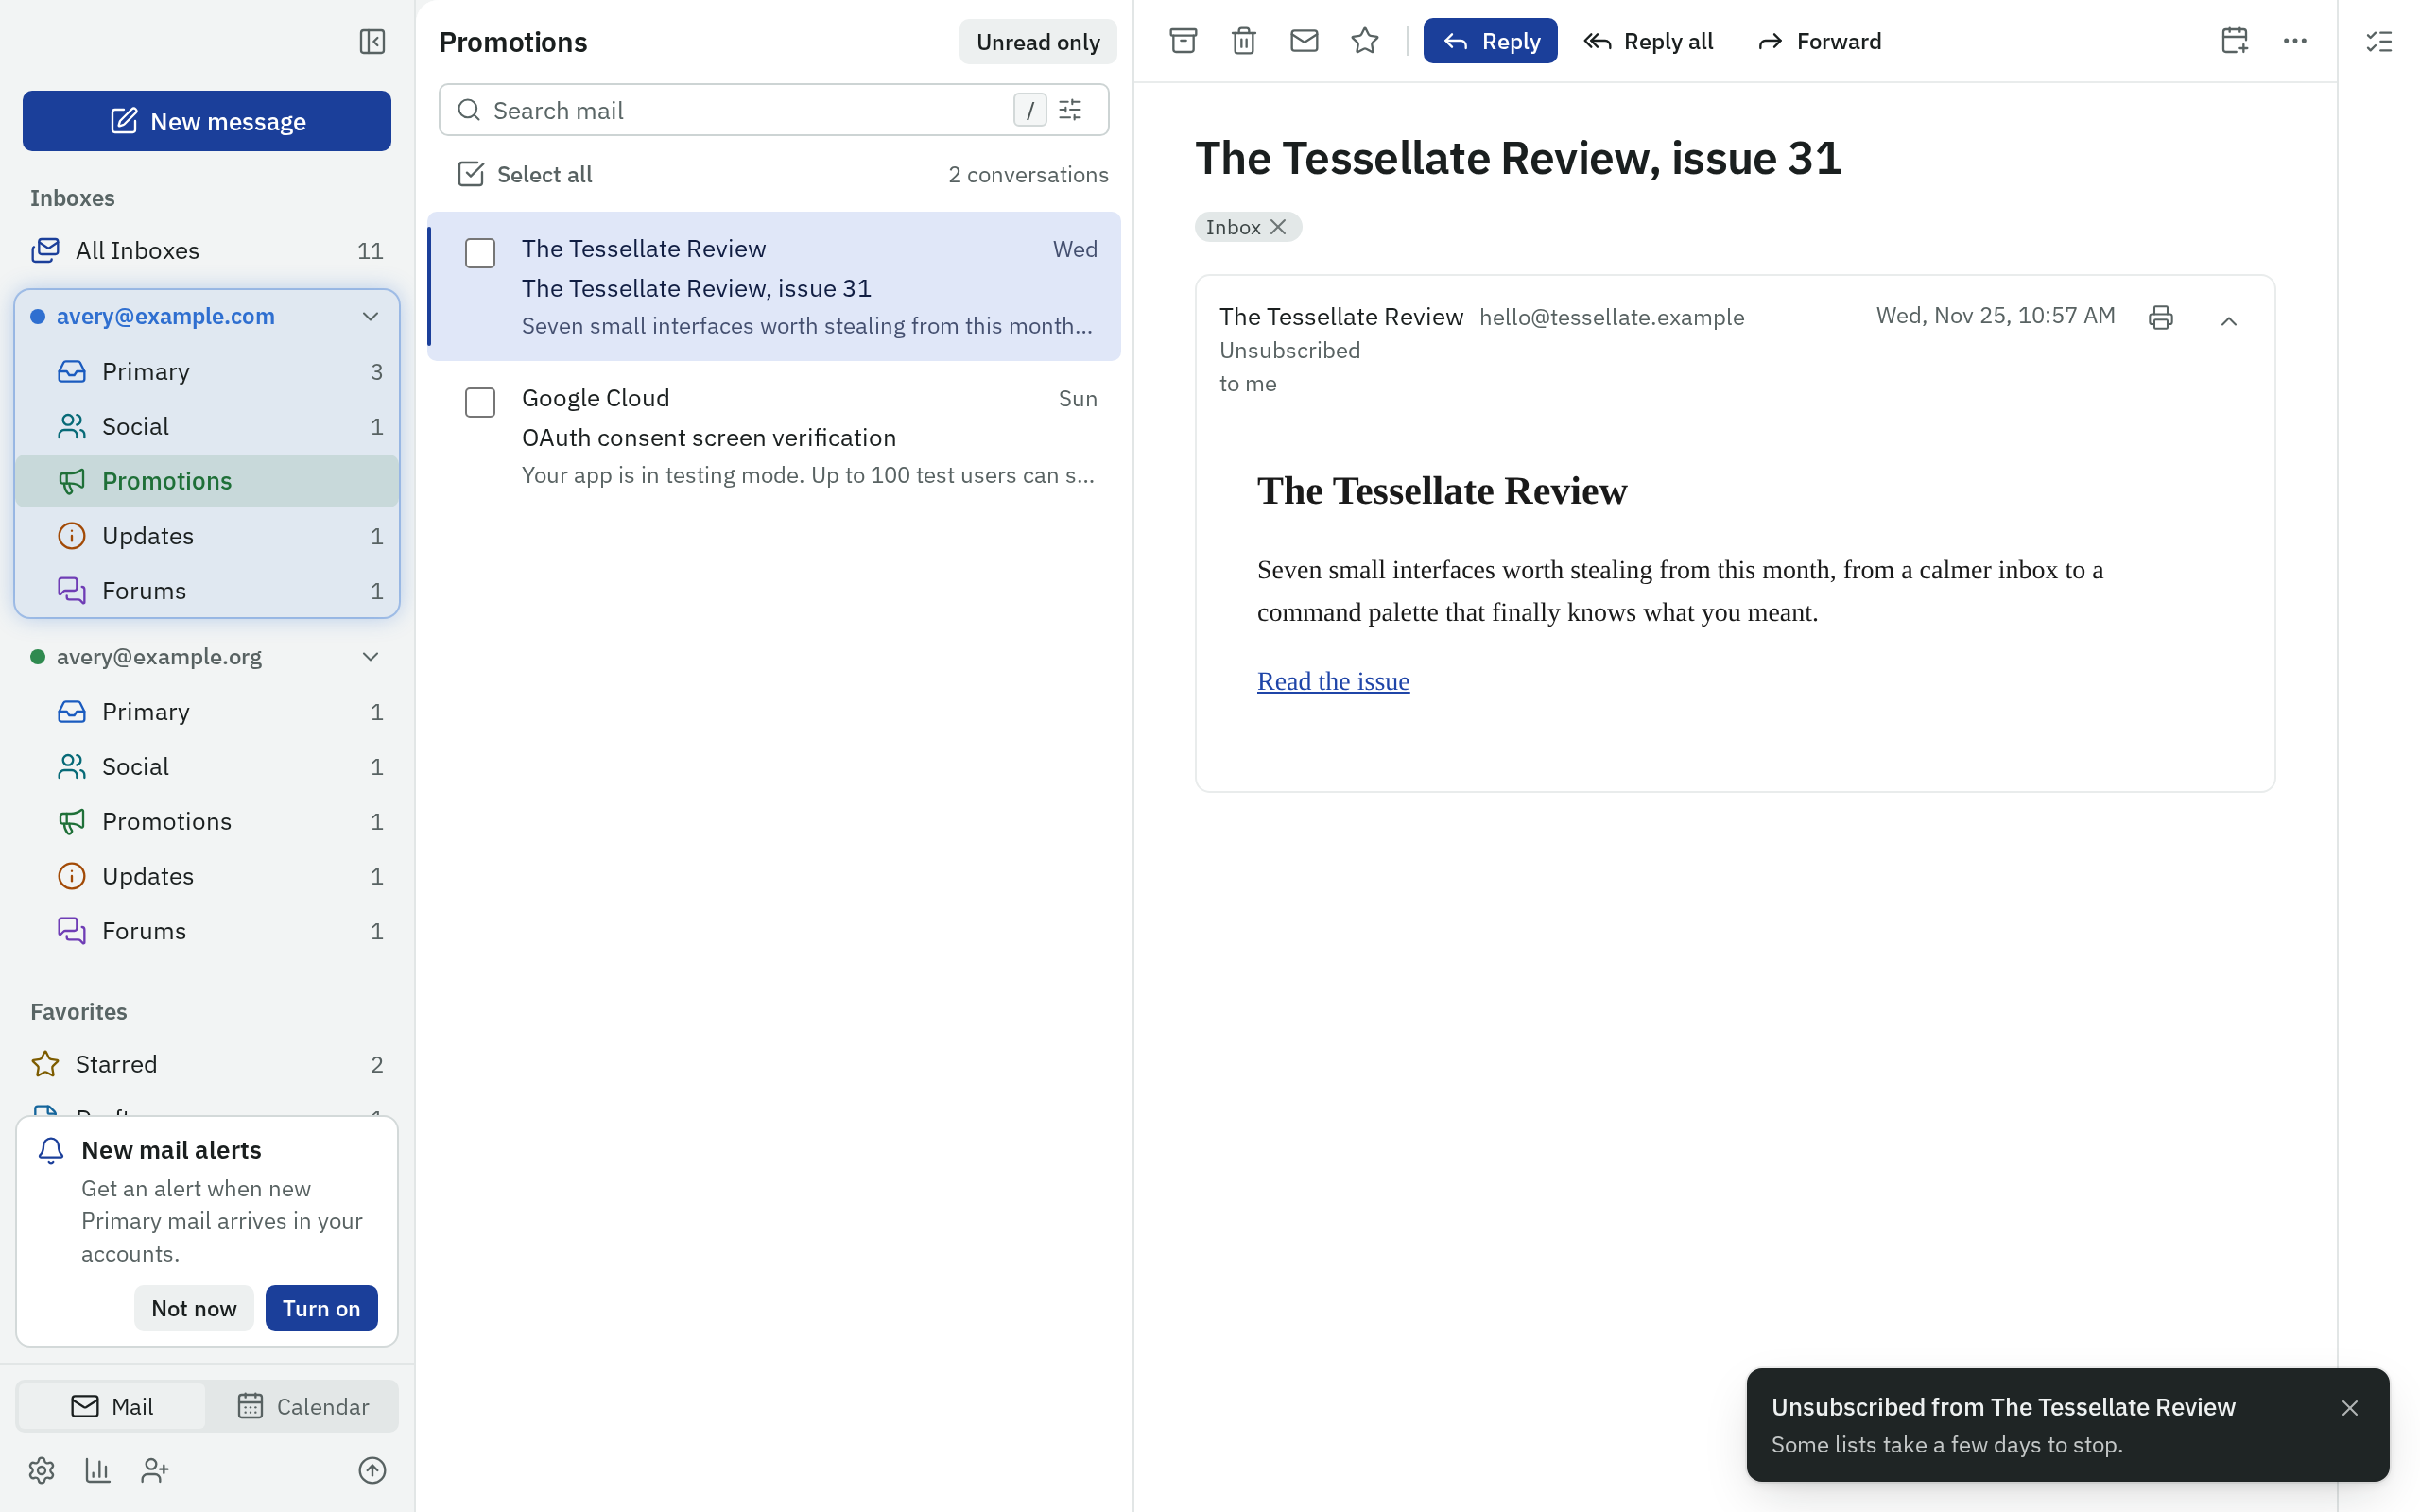 New message
Inboxes
All Inboxes 11
avery@example.com
Primary 3
Social 1
Promotions
Updates 1
Forums 1
avery@example.org
Primary 1
Social 1
Promotions 1
Updates 1
Forums 1
Favorites
Starred 2
New mail alerts
Get an alert when new
Primary mail arrives in your
accounts.
Not now Turn on
Mail Calendar
Promotions Unread only
Search mail /
Select all 2 conversations
The Tessellate Review Wed
The Tessellate Review, issue 31
Seven small interfaces worth stealing from this month...
Google Cloud Sun
OAuth consent screen verification
Your app is in testing mode. Up to 100 test users can s...
Reply Reply all Forward
The Tessellate Review, issue 31
Inbox
The Tessellate Review hello@tessellate.example Wed, Nov 25, 10:57 AM
Unsubscribed
to me
The Tessellate Review
Seven small interfaces worth stealing from this month, from a calmer inbox to a
command palette that finally knows what you meant.
Read the issue
Unsubscribed from The Tessellate Review
Some lists take a few days to stop.